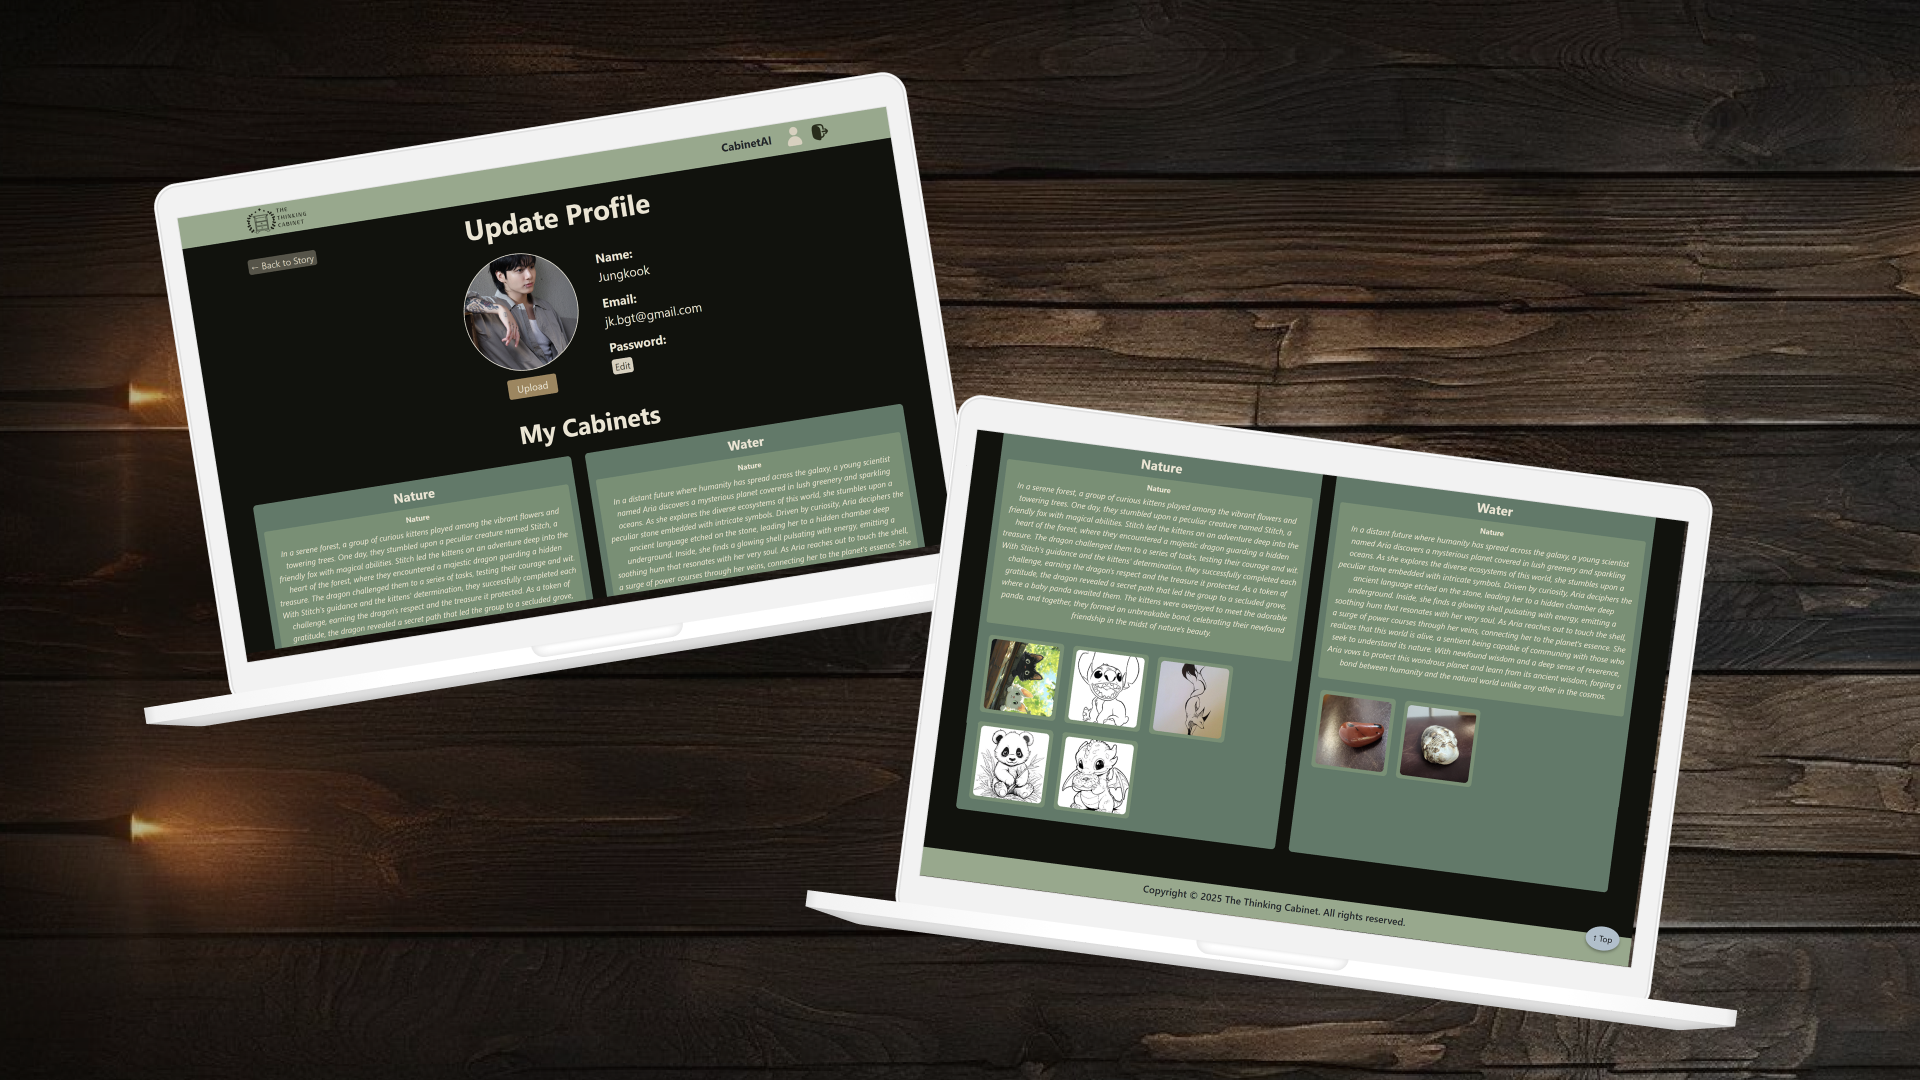 CabinetAI
THE
THINKING
CABINET
← Back to Story
Update Profile
Name:
Jungkook
Email:
jk.bgt@gmail.com
Password:
Edit
Upload
My Cabinets
Nature
Nature
In a serene forest, a group of curious kittens played among the vibrant flowers and
towering trees. One day, they stumbled upon a peculiar creature named Stitch, a
friendly fox with magical abilities. Stitch led the kittens on an adventure deep into the
heart of the forest, where they encountered a majestic dragon guarding a hidden
treasure. The dragon challenged them to a series of tasks, testing their courage and wit.
With Stitch's guidance and the kittens' determination, they successfully completed each
challenge, earning the dragon's respect and the treasure it protected. As a token of
gratitude, the dragon revealed a secret path that led the group to a secluded grove,
Water
Nature
In a distant future where humanity has spread across the galaxy, a young scientist
named Aria discovers a mysterious planet covered in lush greenery and sparkling
oceans. As she explores the diverse ecosystems of this world, she stumbles upon a
peculiar stone embedded with intricate symbols. Driven by curiosity, Aria deciphers the
ancient language etched on the stone, leading her to a hidden chamber deep
underground. Inside, she finds a glowing shell pulsating with energy, emitting a
soothing hum that resonates with her very soul. As Aria reaches out to touch the shell,
a surge of power courses through her veins, connecting her to the planet's essence. She
Nature
Nature
In a serene forest, a group of curious kittens played among the vibrant flowers and
towering trees. One day, they stumbled upon a peculiar creature named Stitch, a
friendly fox with magical abilities. Stitch led the kittens on an adventure deep into the
heart of the forest, where they encountered a majestic dragon guarding a hidden
treasure. The dragon challenged them to a series of tasks, testing their courage and wit.
With Stitch's guidance and the kittens' determination, they successfully completed each
challenge, earning the dragon's respect and the treasure it protected. As a token of
gratitude, the dragon revealed a secret path that led the group to a secluded grove,
where a baby panda awaited them. The kittens were overjoyed to meet the adorable
panda, and together, they formed an unbreakable bond, celebrating their newfound
friendship in the midst of nature's beauty.
Water
Nature
In a distant future where humanity has spread across the galaxy, a young scientist
named Aria discovers a mysterious planet covered in lush greenery and sparkling
oceans. As she explores the diverse ecosystems of this world, she stumbles upon a
peculiar stone embedded with intricate symbols. Driven by curiosity, Aria deciphers the
ancient language etched on the stone, leading her to a hidden chamber deep
underground. Inside, she finds a glowing shell pulsating with energy, emitting a
soothing hum that resonates with her very soul. As Aria reaches out to touch the shell,
a surge of power courses through her veins, connecting her to the planet's essence. She
realizes that this world is alive, a sentient being capable of communing with those who
seek to understand its nature. With newfound wisdom and a deep sense of reverence,
Aria vows to protect this wondrous planet and learn from its ancient wisdom, forging a
bond between humanity and the natural world unlike any other in the cosmos.
Copyright © 2025 The Thinking Cabinet. All rights reserved.
↑ Top